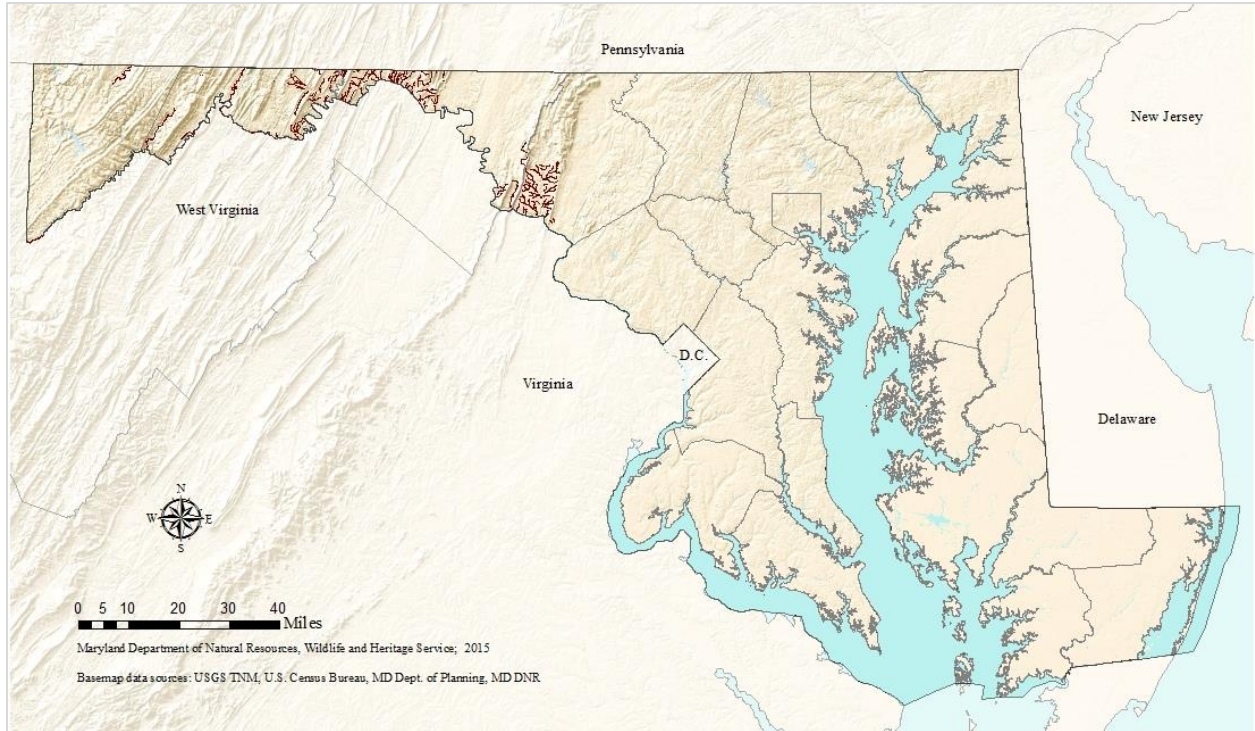 Pennsylvania
New Jersey
West Virginia
D.C.
Virginia
Delaware
N
W E
S
0 5 10 20 30 40
Miles
Maryland Department of Natural Resources, Wildlife and Heritage Service; 2015
Basemap data sources: USGS TNM, U.S. Census Bureau, MD Dept. of Planning, MD DNR